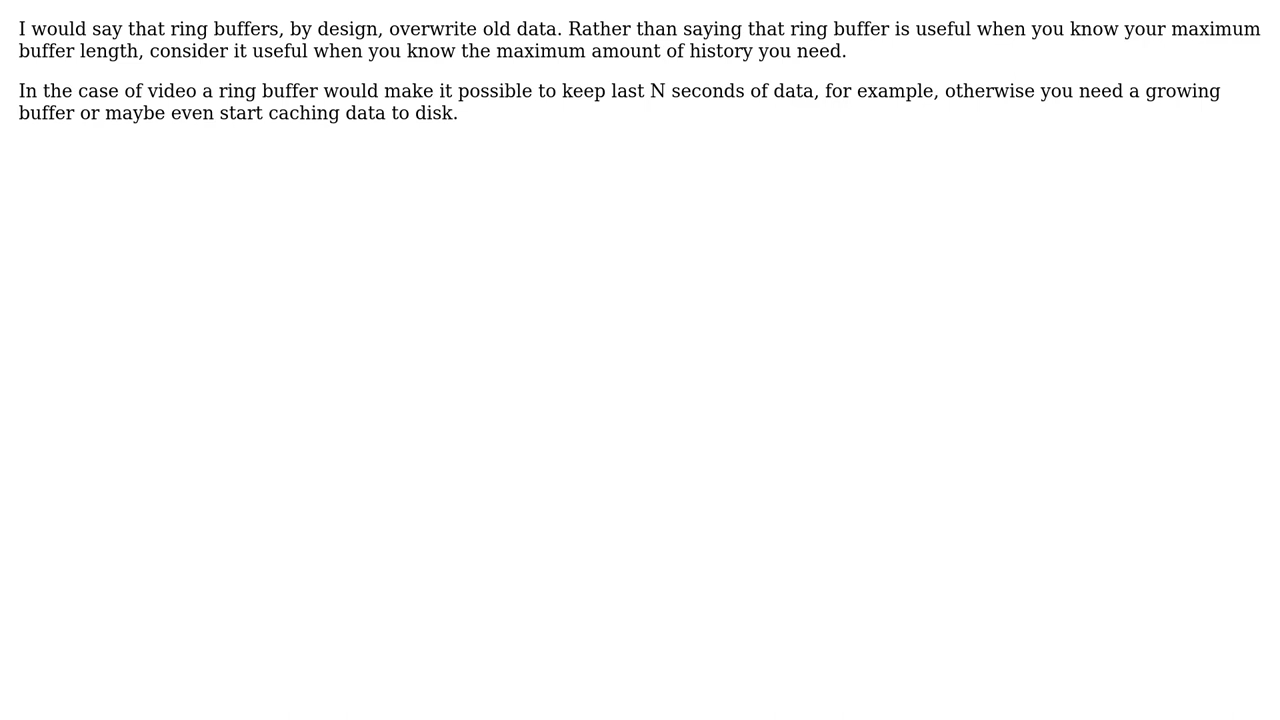 I would say that ring buffers, by design, overwrite old data. Rather than saying that ring buffer is useful when you know your maximum
buffer length, consider it useful when you know the maximum amount of history you need.
In the case of video a ring buffer would make it possible to keep last N seconds of data, for example, otherwise you need a growing
buffer or maybe even start caching data to disk.